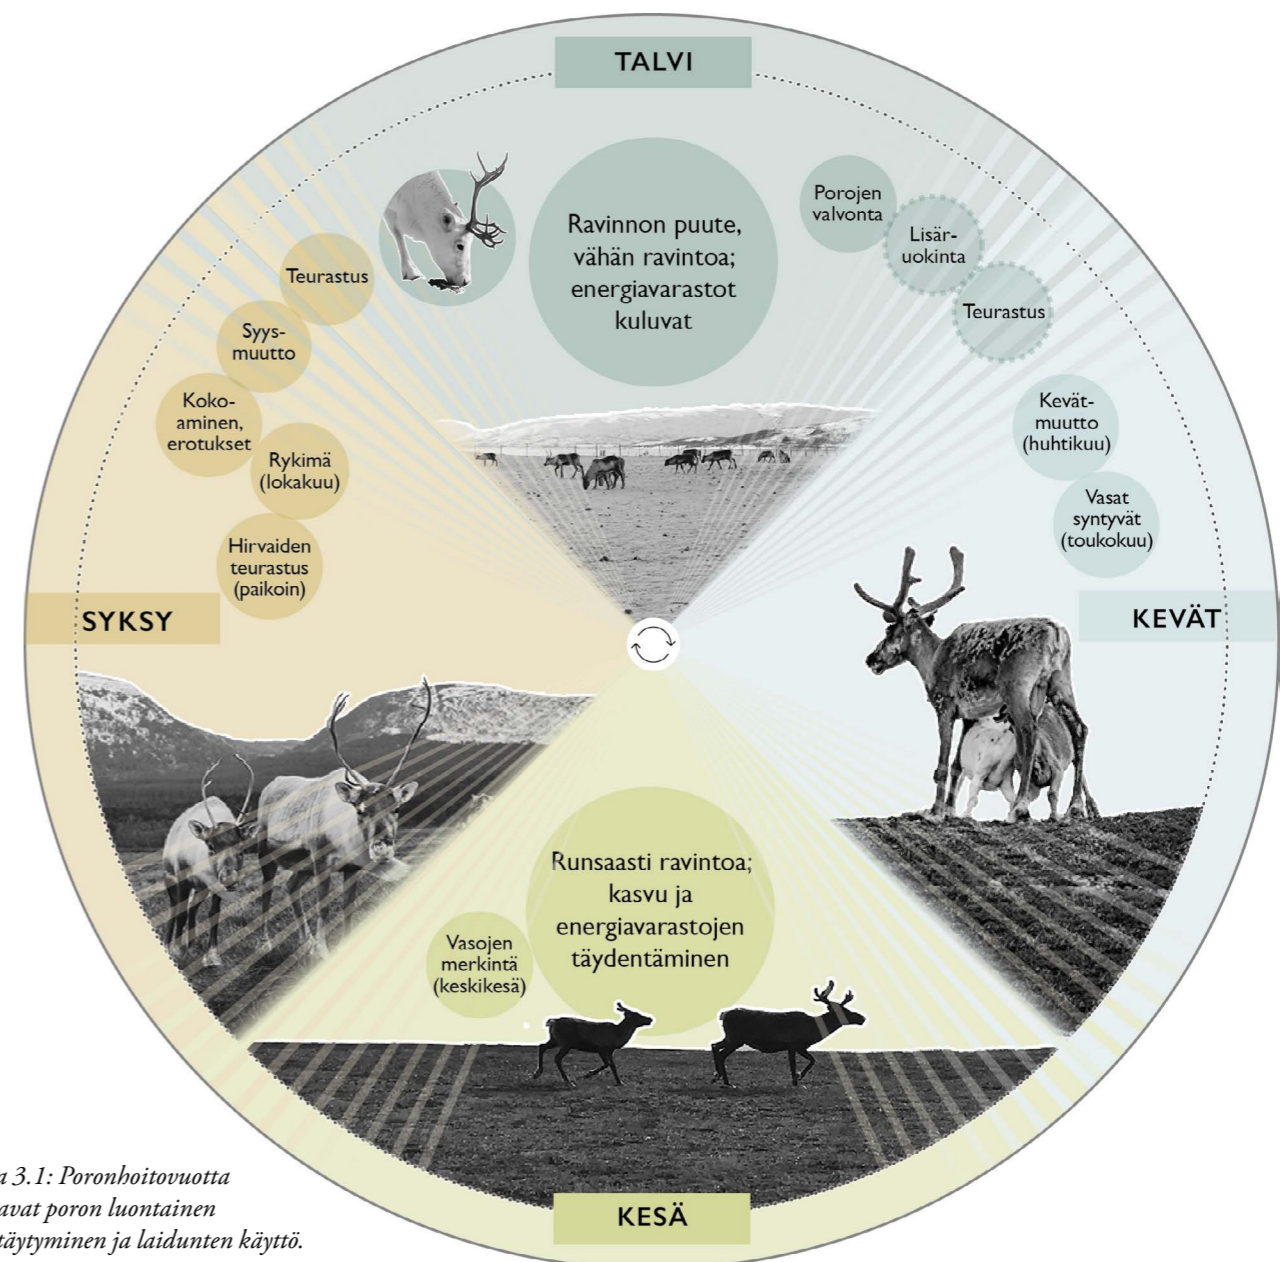 TALVI
Ravinnon puute,
vähän ravintoa;
energiavarastot
kuluvat
Porojen
valvonta
Lisär-
uokinta
Teurastus
Kevät-
muutto
(huhtikuu)
Vasat
syntyvät
(toukokuu)
KEVÄT
Runsaasti ravintoa;
kasvu ja
energiavarastojen
täydentäminen
Vasojen
merkintä
(keskikesä)
KESÄ
Teurastus
Syys-
muutto
Koko-
aminen,
erotukset
Rykimä
(lokakuu)
Hirvaiden
teurastus
(paikoin)
SYKSY
a 3.1: Poronhoitovuotta
avat poron luontainen
täytyminen ja laidunten käyttö.